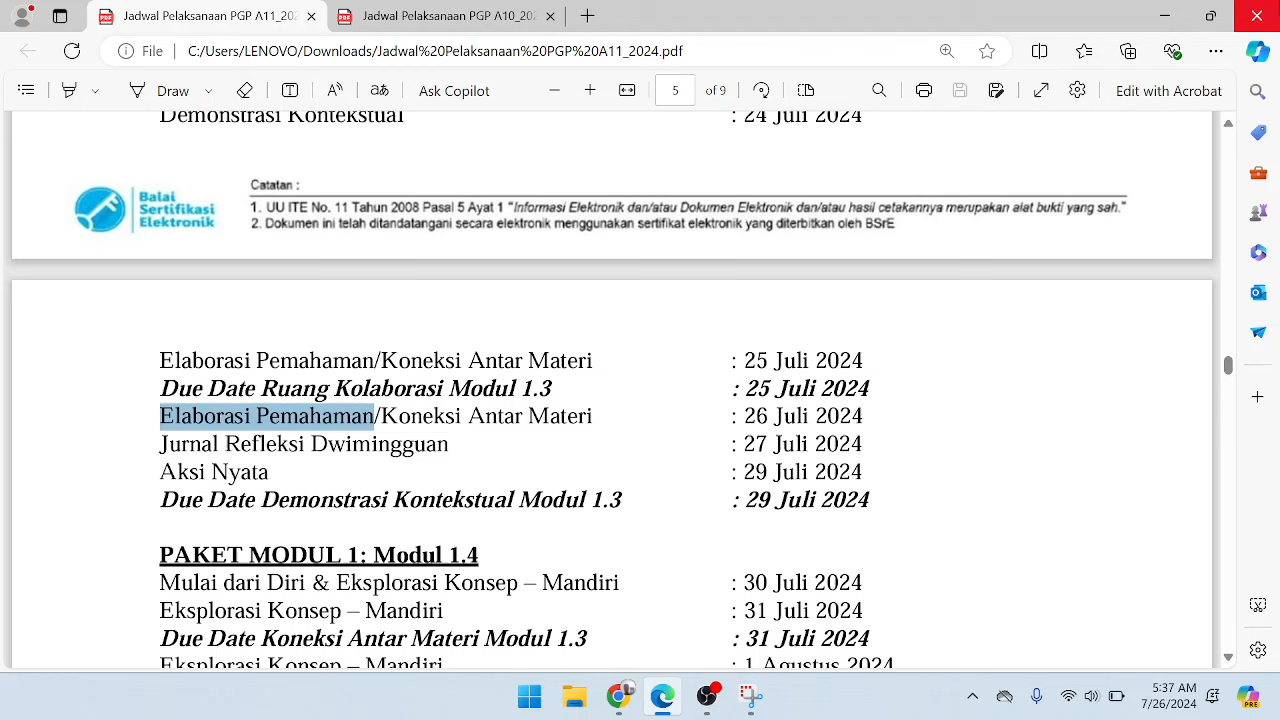 Jadwal Pelaksanaan PGP A11_202
Jadwal Pelaksanaan PGP A10_202
File
C:/Users/LENOVO/Downloads/Jadwal%20Pelaksanaan%20PGP%20A11_2024.pdf
Draw
Ask Copilot
5
of 9
Edit with Acrobat
Demonstrasi Kontekstual : 24 Juli 2024
Balai
Sertifikasi
Elektronik
Catatan :
1. UU ITE No. 11 Tahun 2008 Pasal 5 Ayat 1 "Informasi Elektronik dan/atau Dokumen Elektronik dan/atau hasil cetakannya merupakan alat bukti yang sah."
2. Dokumen ini telah ditandatangani secara elektronik menggunakan sertifikat elektronik yang diterbitkan oleh BSrE
Elaborasi Pemahaman/Koneksi Antar Materi : 25 Juli 2024
Due Date Ruang Kolaborasi Modul 1.3 : 25 Juli 2024
Elaborasi Pemahaman/Koneksi Antar Materi : 26 Juli 2024
Jurnal Refleksi Dwimingguan : 27 Juli 2024
Aksi Nyata : 29 Juli 2024
Due Date Demonstrasi Kontekstual Modul 1.3 : 29 Juli 2024
PAKET MODUL 1: Modul 1.4
Mulai dari Diri & Eksplorasi Konsep – Mandiri : 30 Juli 2024
Eksplorasi Konsep – Mandiri : 31 Juli 2024
Due Date Koneksi Antar Materi Modul 1.3 : 31 Juli 2024
Eksplorasi Konsep – Mandiri : 1 Agustus 2024
5:37 AM
7/26/2024
PRE